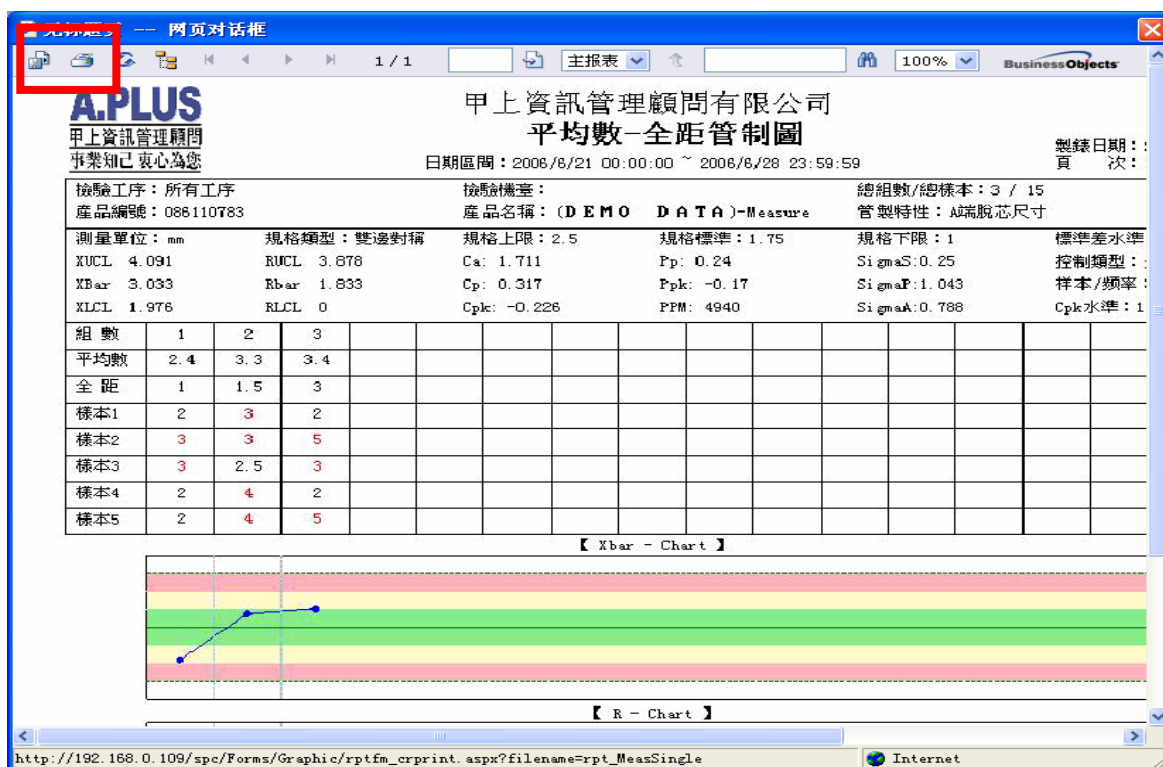 -- 网页对话框
1 / 1 主报表 100% BusinessObjects
A.PLUS
甲上資訊管理顧問
事業知己 衷心為您
甲上資訊管理顧問有限公司
平均數-全距管制圖
日期區間：2006/6/21 00:00:00 ~ 2006/6/28 23:59:59
製錶日期：
頁 次：
檢驗工序：所有工序 檢驗機臺： 總組數/總樣本：3 / 15
產品編號：086110783 產品名稱：(DEMO DATA)-Measure 管製特性：A端脫芯尺寸
測量單位：mm 規格類型：雙邊對稱 規格上限：2.5 規格標準：1.75 規格下限：1 標準差水準
XUCL 4.091 RUCL 3.878 Ca: 1.711 Pp: 0.24 SigmaS:0.25 控制類型：
XBar 3.033 Rbar 1.833 Cp: 0.317 Ppk: -0.17 SigmaP:1.043 样本/频率：
XLCL 1.976 RLCL 0 Cpk: -0.226 PPM: 4940 SigmaA:0.788 Cpk水準：1
組 數 1 2 3
平均數 2.4 3.3 3.4
全 距 1 1.5 3
樣本1 2 3 2
樣本2 3 3 5
樣本3 3 2.5 3
樣本4 2 4 2
樣本5 2 4 5
【 Xbar - Chart 】
【 R - Chart 】
http://192.168.0.109/spc/Forms/Graphic/rptfm_crprint.aspx?filename=rpt_MeasSingle Internet